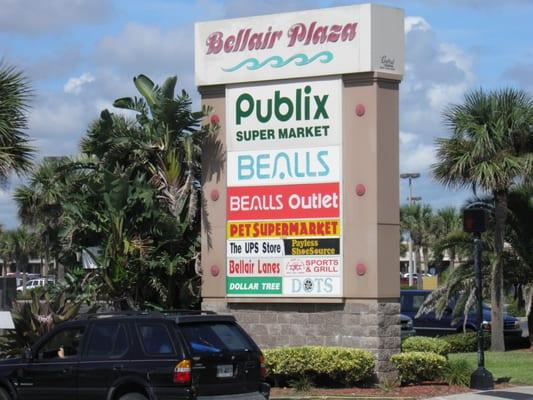 Bellair Plaza
Publix
SUPER MARKET
BEALLS
BEALLS Outlet
PET SUPERMARKET
The UPS Store
Payless
ShoeSource
Bellair Lanes
SPORTS
& GRILL
DOLLAR TREE
DOTS